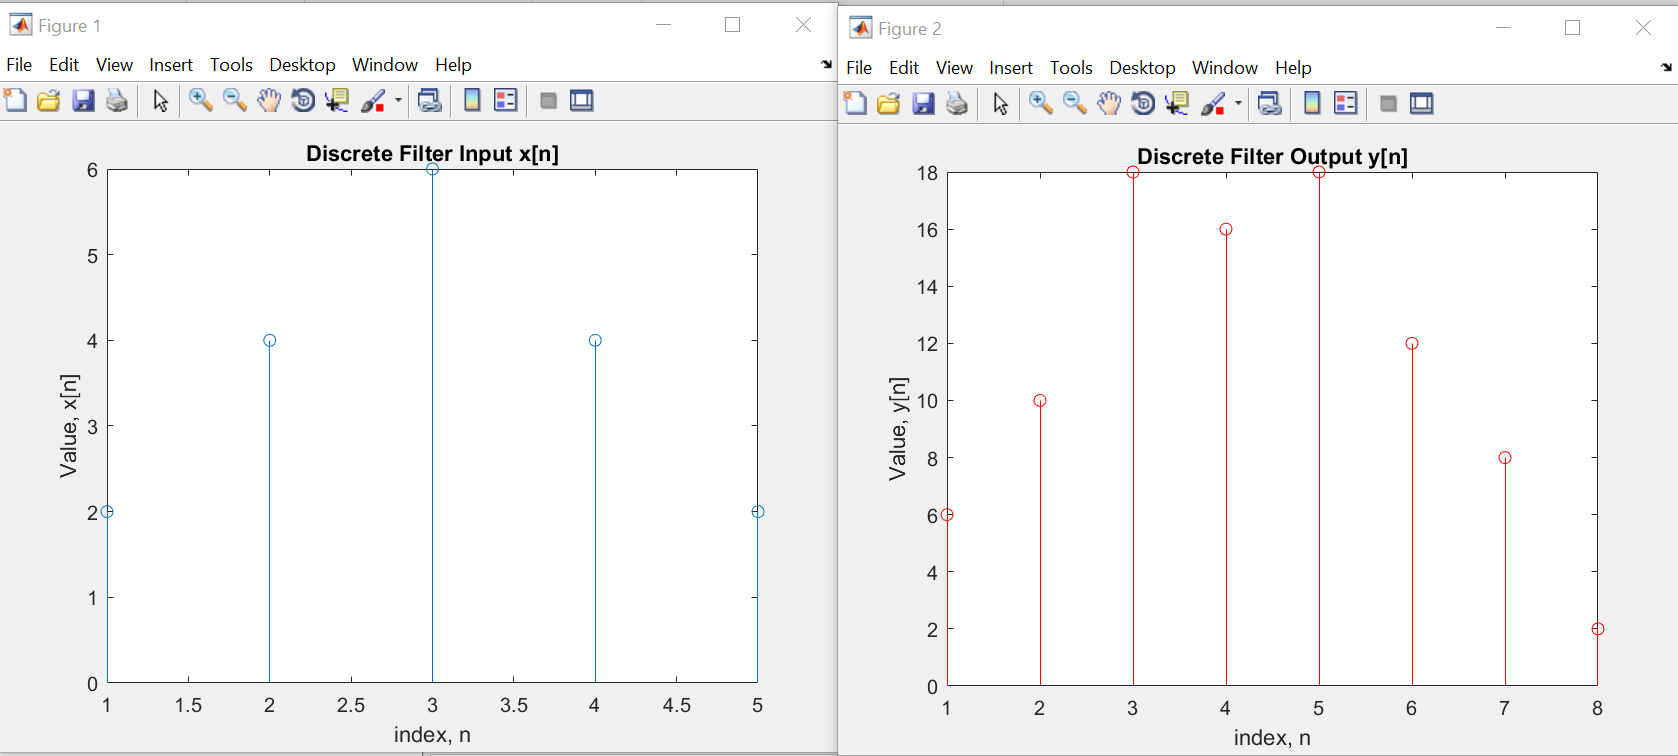 Figure 1
File Edit View Insert Tools Desktop Window Help
Discrete Filter Input x[n]
Value, x[n]
6
5
4
3
2
1
0
1 1.5 2 2.5 3 3.5 4 4.5 5
index, n
Figure 2
File Edit View Insert Tools Desktop Window Help
Discrete Filter Output y[n]
Value, y[n]
18
16
14
12
10
8
6
4
2
0
1 2 3 4 5 6 7 8
index, n